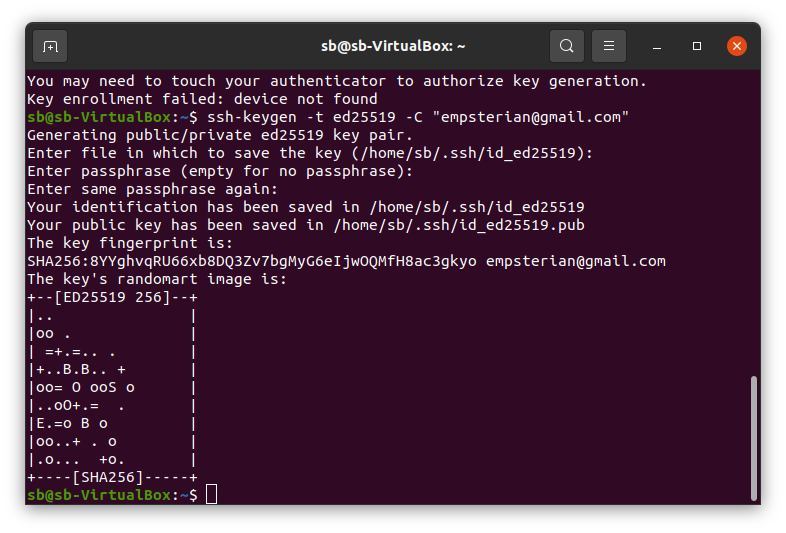 sb@sb-VirtualBox: ~
You may need to touch your authenticator to authorize key generation.
Key enrollment failed: device not found
sb@sb-VirtualBox:~$ ssh-keygen -t ed25519 -C "empsterian@gmail.com"
Generating public/private ed25519 key pair.
Enter file in which to save the key (/home/sb/.ssh/id_ed25519):
Enter passphrase (empty for no passphrase):
Enter same passphrase again:
Your identification has been saved in /home/sb/.ssh/id_ed25519
Your public key has been saved in /home/sb/.ssh/id_ed25519.pub
The key fingerprint is:
SHA256:8YYghvqRU66xb8DQ3Zv7bgMyG6eIjwOQMfH8ac3gkyo empsterian@gmail.com
The key's randomart image is:
+--[ED25519 256]--+
|..               |
|oo .             |
| =+.=.. .        |
|+..B.B.. +       |
|oo= O ooS o      |
|..oO+.=  .       |
|E.=o B o         |
|oo..+ . o        |
|.o...  +o.       |
+----[SHA256]-----+
sb@sb-VirtualBox:~$